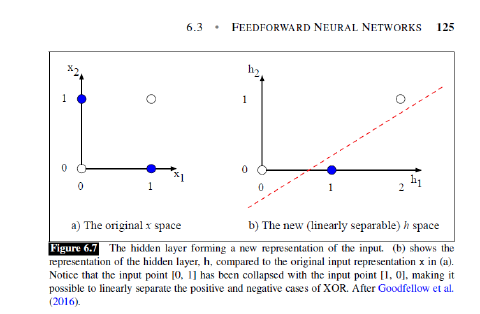 6.3 • FEEDFORWARD NEURAL NETWORKS 125
x2
h2
1
1
0
x1
0
h1
0
1
0
1
2
a) The original x space
b) The new (linearly separable) h space
Figure 6.7 The hidden layer forming a new representation of the input. (b) shows the
representation of the hidden layer, h, compared to the original input representation x in (a).
Notice that the input point [0, 1] has been collapsed with the input point [1, 0], making it
possible to linearly separate the positive and negative cases of XOR. After Goodfellow et al.
(2016).